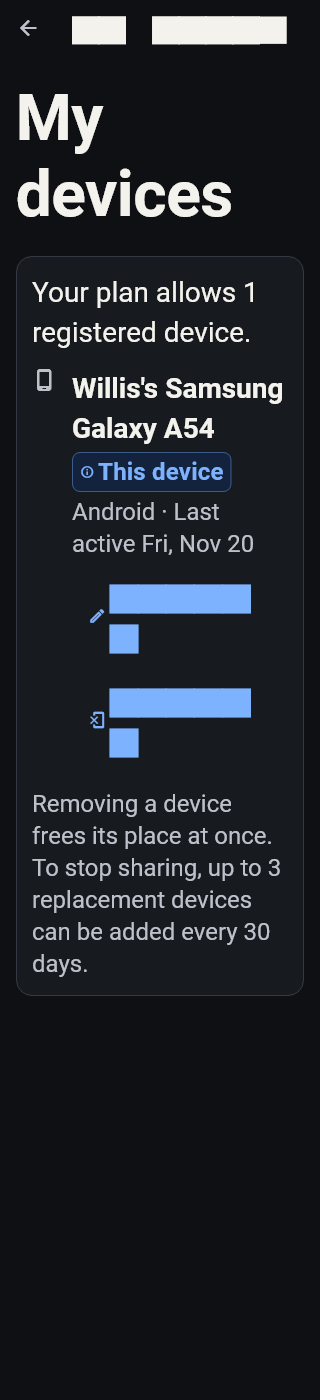 My
devices
Your plan allows 1
registered device.
Willis's Samsung
Galaxy A54
This device
Android · Last
active Fri, Nov 20
Removing a device
frees its place at once.
To stop sharing, up to 3
replacement devices
can be added every 30
days.